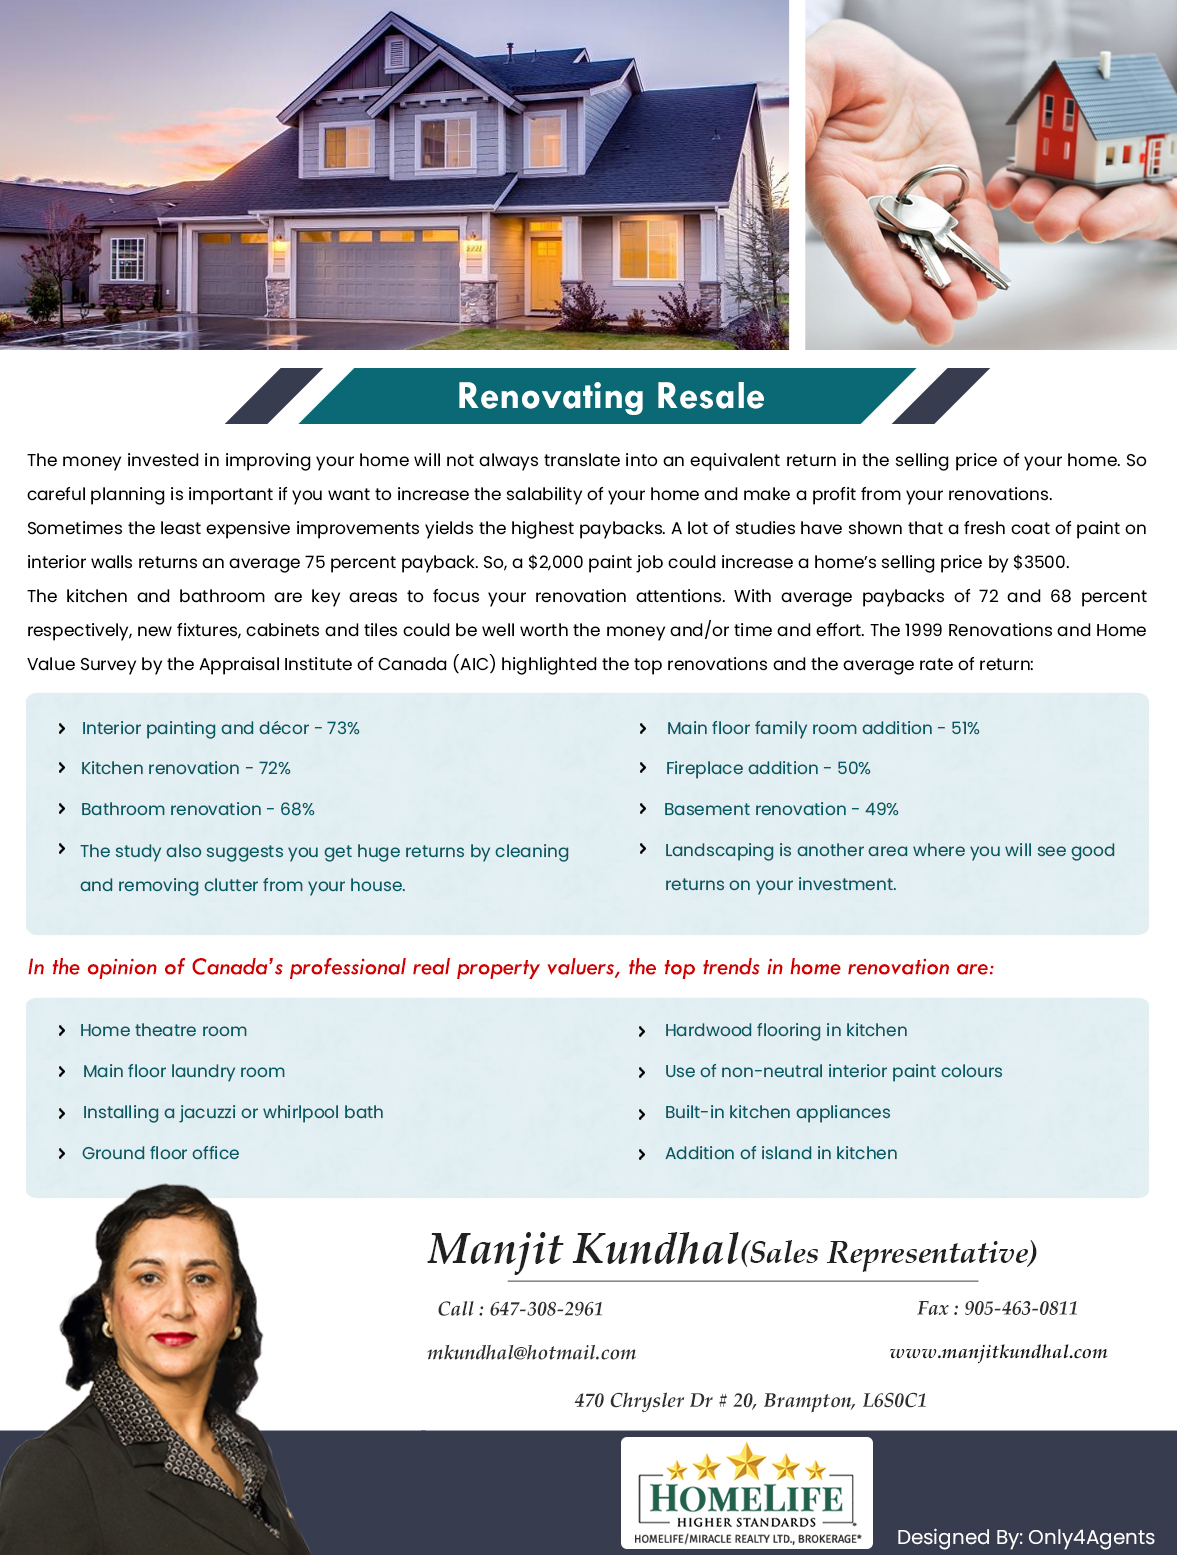 Renovating Resale
The money invested in improving your home will not always translate into an equivalent return in the selling price of your home. So
careful planning is important if you want to increase the salability of your home and make a profit from your renovations.
Sometimes the least expensive improvements yields the highest paybacks. A lot of studies have shown that a fresh coat of paint on
interior walls returns an average 75 percent payback. So, a $2,000 paint job could increase a home's selling price by $3500.
The kitchen and bathroom are key areas to focus your renovation attentions. With average paybacks of 72 and 68 percent
respectively, new fixtures, cabinets and tiles could be well worth the money and/or time and effort. The 1999 Renovations and Home
Value Survey by the Appraisal Institute of Canada (AIC) highlighted the top renovations and the average rate of return:
Interior painting and décor - 73%
Kitchen renovation - 72%
Bathroom renovation - 68%
The study also suggests you get huge returns by cleaning
and removing clutter from your house.
Main floor family room addition - 51%
Fireplace addition - 50%
Basement renovation - 49%
Landscaping is another area where you will see good
returns on your investment.
In the opinion of Canada's professional real property valuers, the top trends in home renovation are:
Home theatre room
Main floor laundry room
Installing a jacuzzi or whirlpool bath
Ground floor office
Hardwood flooring in kitchen
Use of non-neutral interior paint colours
Built-in kitchen appliances
Addition of island in kitchen
Manjit Kundhal(Sales Representative)
Call : 647-308-2961
Fax : 905-463-0811
mkundhal@hotmail.com
www.manjitkundhal.com
470 Chrysler Dr # 20, Brampton, L6S0C1
HOMELIFE
HIGHER STANDARDS
HOMELIFE/MIRACLE REALTY LTD., BROKERAGE*
Designed By: Only4Agents